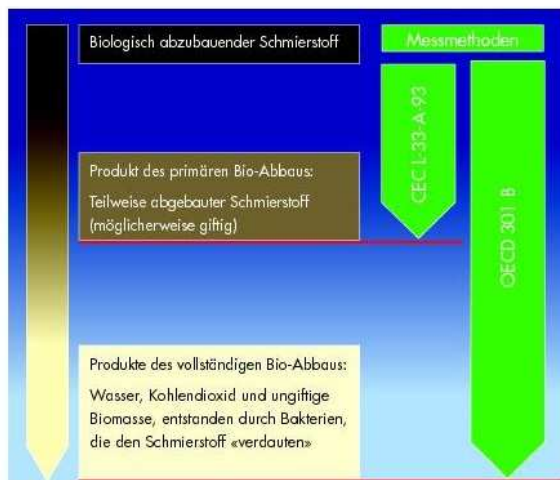 Biologisch abzubauender Schmierstoff
Messmethoden
CEC L-33-A-93
OECD 301 B
Produkt des primären Bio-Abbaus:
Teilweise abgebauter Schmierstoff
(möglicherweise giftig)
Produkte des vollständigen Bio-Abbaus:
Wasser, Kohlendioxid und ungiftige
Biomasse, entstanden durch Bakterien,
die den Schmierstoff «verdauten»